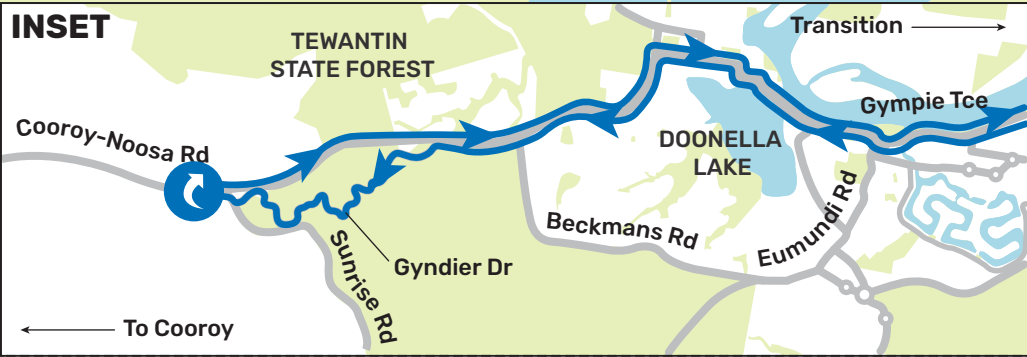 INSET
Transition
TEWANTIN
STATE FOREST
Gympie Tce
Cooroy-Noosa Rd
DOONELLA
LAKE
Beckmans Rd
Eumundi Rd
Sunrise Rd
Gyndier Dr
To Cooroy